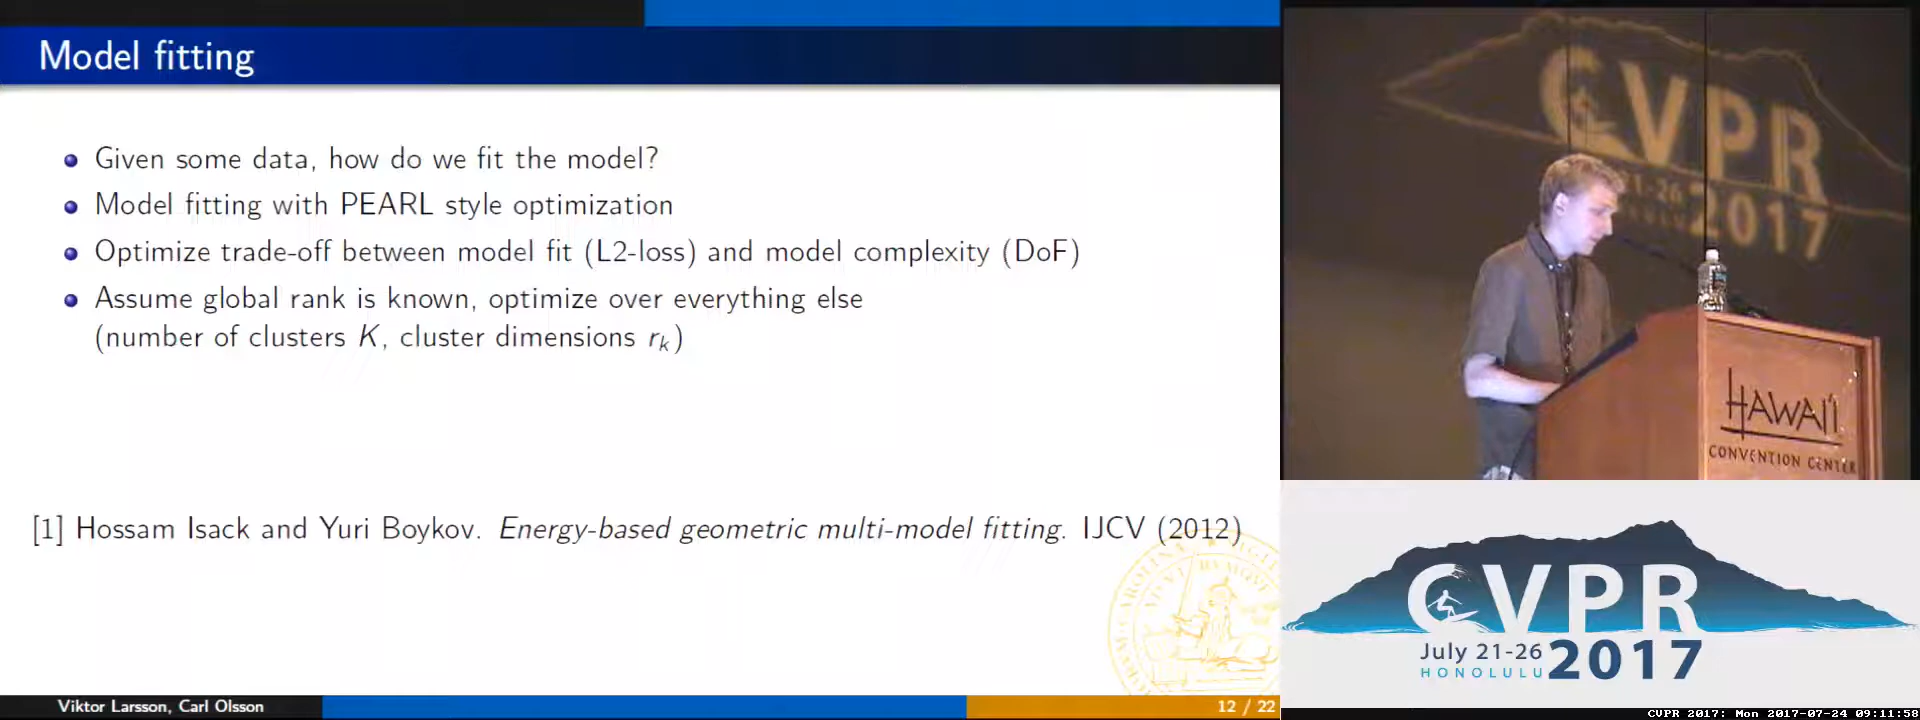 Model fitting
Given some data, how do we fit the model?
Model fitting with PEARL style optimization
Optimize trade-off between model fit (L2-loss) and model complexity (DoF)
Assume global rank is known, optimize over everything else
(number of clusters K, cluster dimensions r_k)
[1] Hossam Isack and Yuri Boykov. Energy-based geometric multi-model fitting. IJCV (2012)
Viktor Larsson, Carl Olsson
12 / 22
CVPR
2017
HAWAI'I
CONVENTION CENTER
CVPR
July 21-26
HONOLULU
2017
CVPR 2017: Mon 2017-07-24 09:11:58